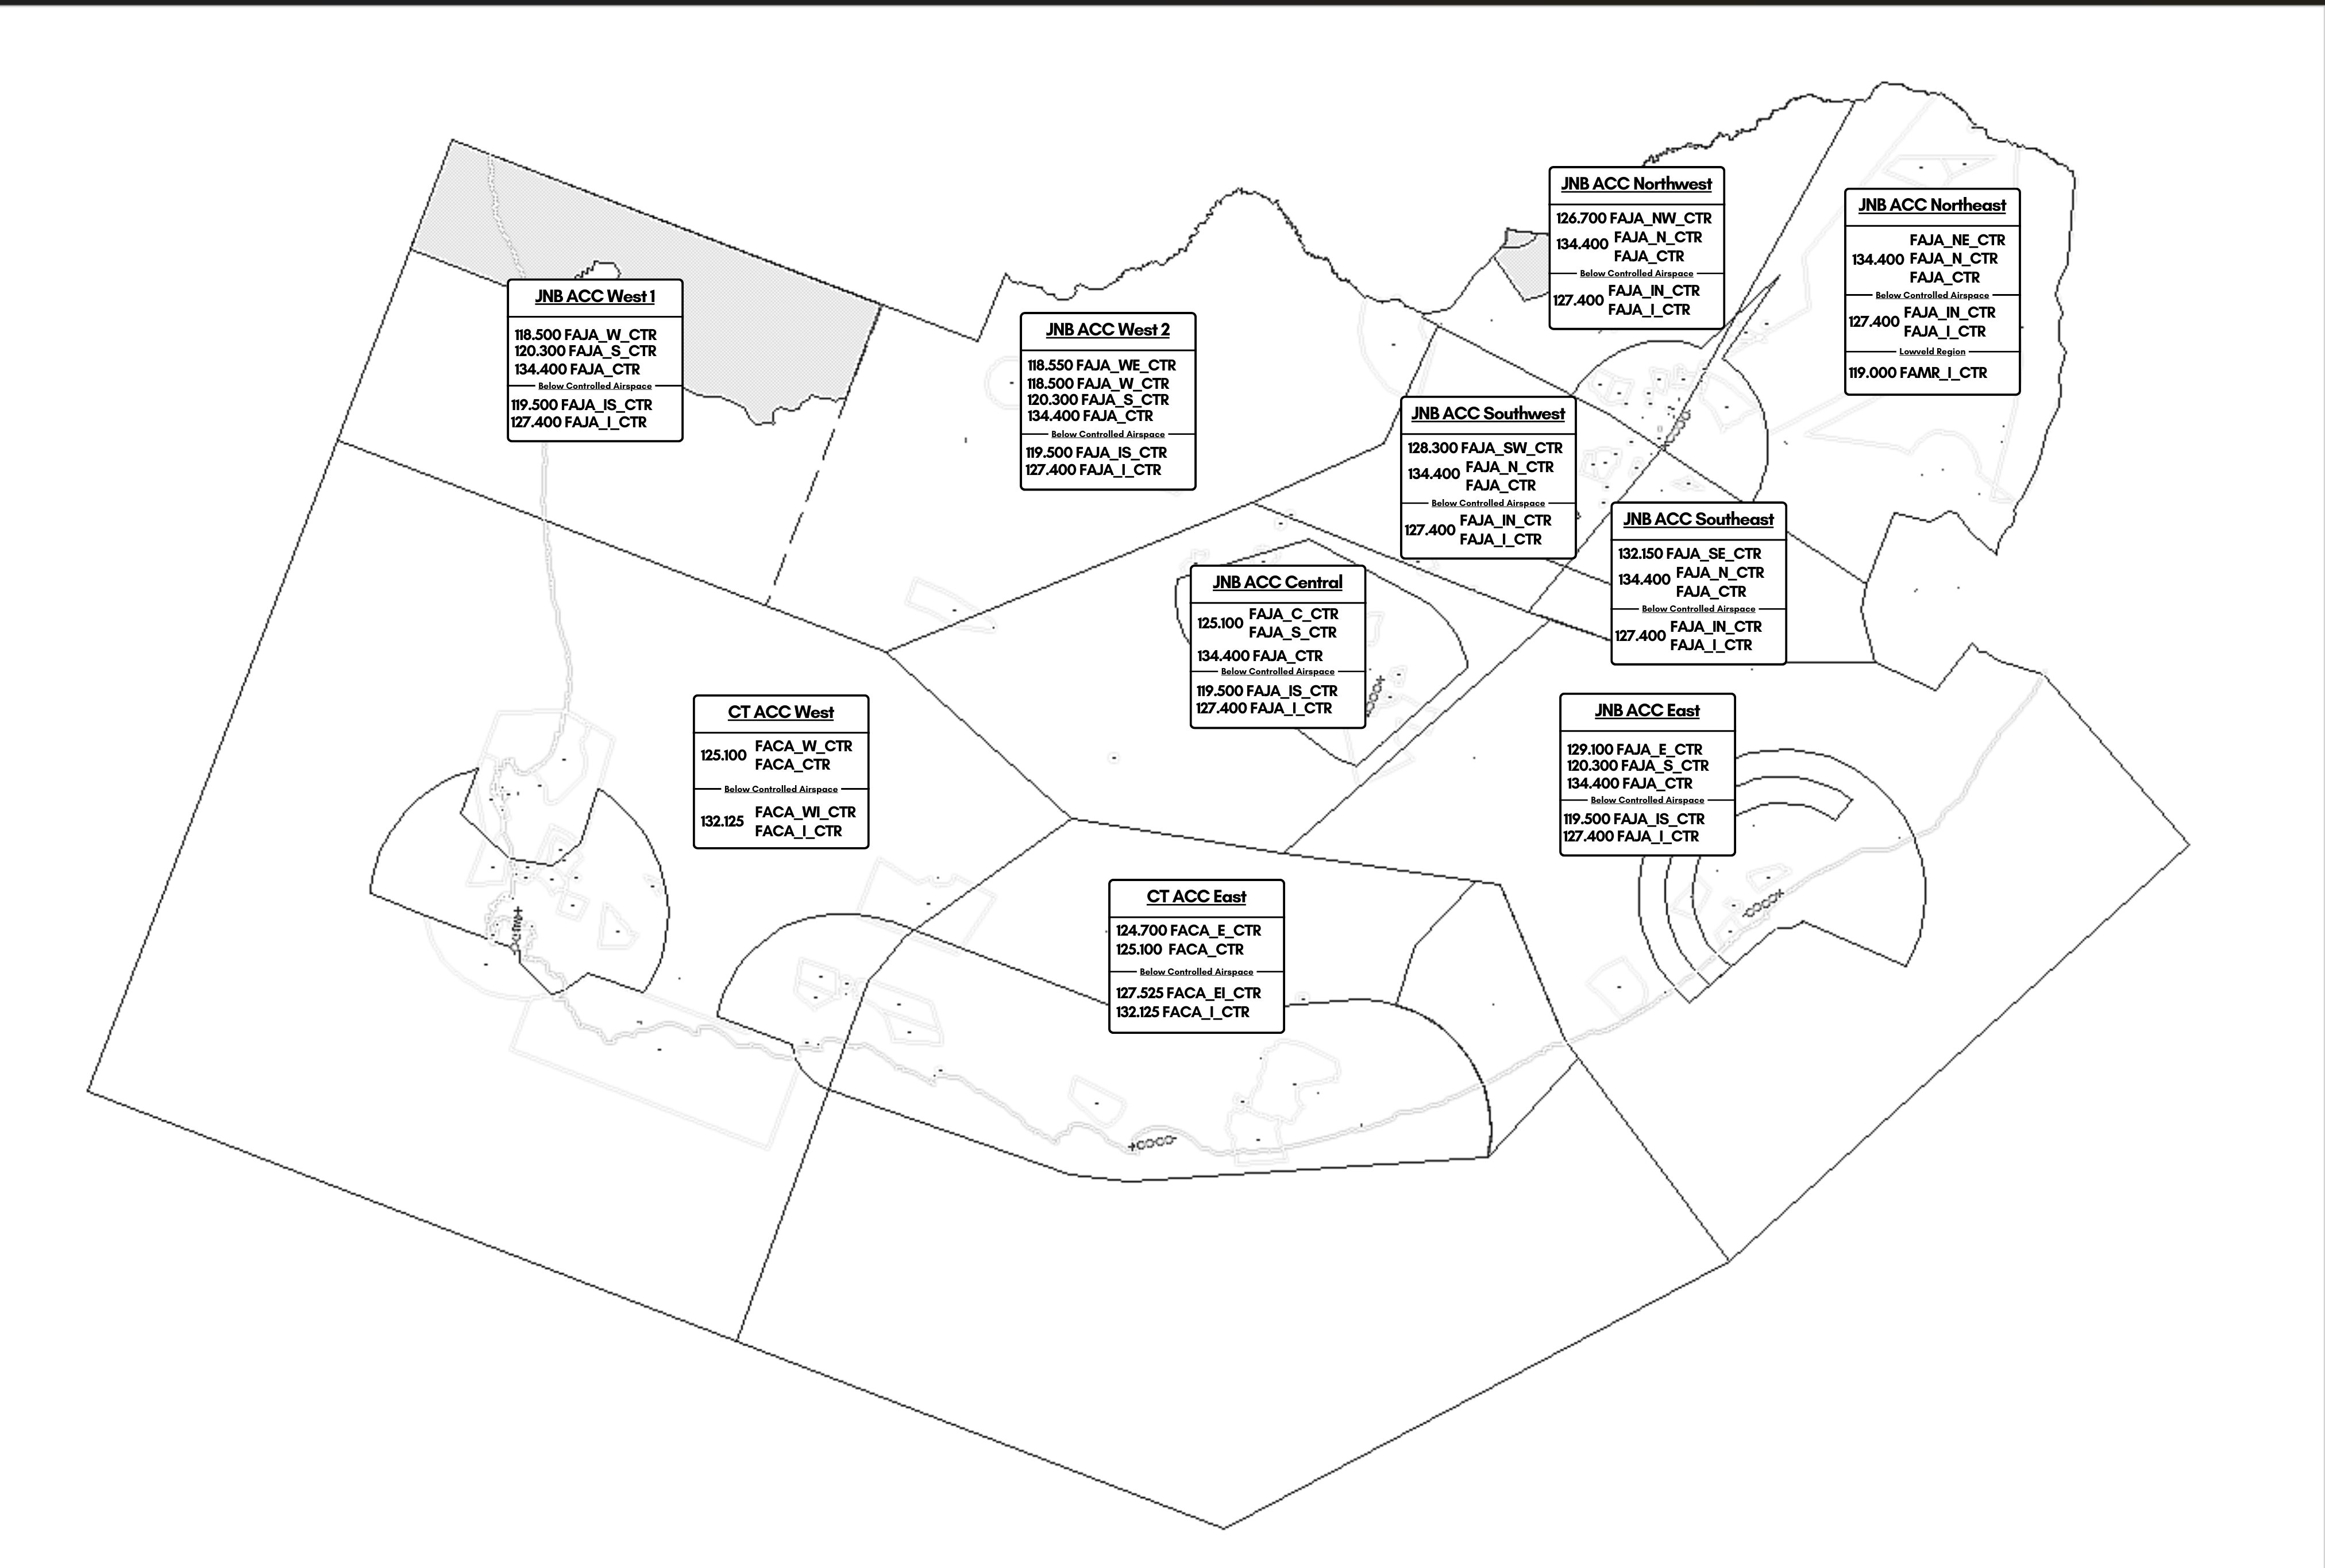 JNB ACC Northwest
126.700 FAJA_NW_CTR
134.400 FAJA_N_CTR
FAJA_CTR
Below Controlled Airspace
127.400 FAJA_IN_CTR
FAJA_I_CTR
JNB ACC Northeast
FAJA_NE_CTR
134.400 FAJA_N_CTR
FAJA_CTR
Below Controlled Airspace
127.400 FAJA_IN_CTR
FAJA_I_CTR
Lowveld Region
119.000 FAMR_I_CTR
JNB ACC West 1
118.500 FAJA_W_CTR
120.300 FAJA_S_CTR
134.400 FAJA_CTR
Below Controlled Airspace
119.500 FAJA_IS_CTR
127.400 FAJA_I_CTR
JNB ACC West 2
118.550 FAJA_WE_CTR
118.500 FAJA_W_CTR
120.300 FAJA_S_CTR
134.400 FAJA_CTR
Below Controlled Airspace
119.500 FAJA_IS_CTR
127.400 FAJA_I_CTR
JNB ACC Southwest
128.300 FAJA_SW_CTR
134.400 FAJA_N_CTR
FAJA_CTR
Below Controlled Airspace
127.400 FAJA_IN_CTR
FAJA_I_CTR
JNB ACC Southeast
132.150 FAJA_SE_CTR
134.400 FAJA_N_CTR
FAJA_CTR
Below Controlled Airspace
127.400 FAJA_IN_CTR
FAJA_I_CTR
JNB ACC Central
125.100 FAJA_C_CTR
FAJA_S_CTR
134.400 FAJA_CTR
Below Controlled Airspace
119.500 FAJA_IS_CTR
127.400 FAJA_I_CTR
CT ACC West
125.100 FACA_W_CTR
FACA_CTR
Below Controlled Airspace
132.125 FACA_WI_CTR
FACA_I_CTR
JNB ACC East
129.100 FAJA_E_CTR
120.300 FAJA_S_CTR
134.400 FAJA_CTR
Below Controlled Airspace
119.500 FAJA_IS_CTR
127.400 FAJA_I_CTR
CT ACC East
124.700 FACA_E_CTR
125.100 FACA_CTR
Below Controlled Airspace
127.525 FACA_EI_CTR
132.125 FACA_I_CTR